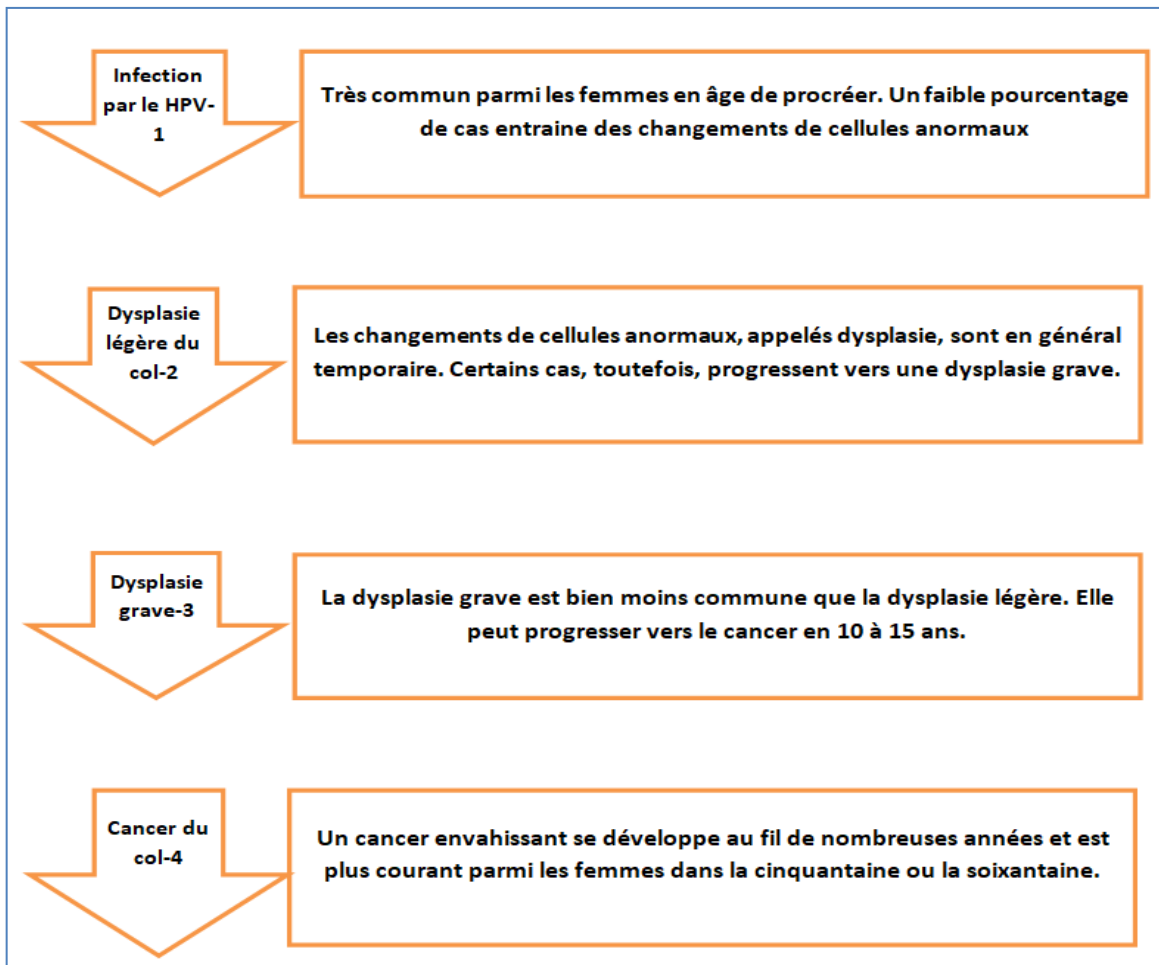 Infection
par le HPV-
1
Très commun parmi les femmes en âge de procréer. Un faible pourcentage
de cas entraine des changements de cellules anormaux
Dysplasie
légère du
col-2
Les changements de cellules anormaux, appelés dysplasie, sont en général
temporaire. Certains cas, toutefois, progressent vers une dysplasie grave.
Dysplasie
grave-3
La dysplasie grave est bien moins commune que la dysplasie légère. Elle
peut progresser vers le cancer en 10 à 15 ans.
Cancer du
col-4
Un cancer envahissant se développe au fil de nombreuses années et est
plus courant parmi les femmes dans la cinquantaine ou la soixantaine.